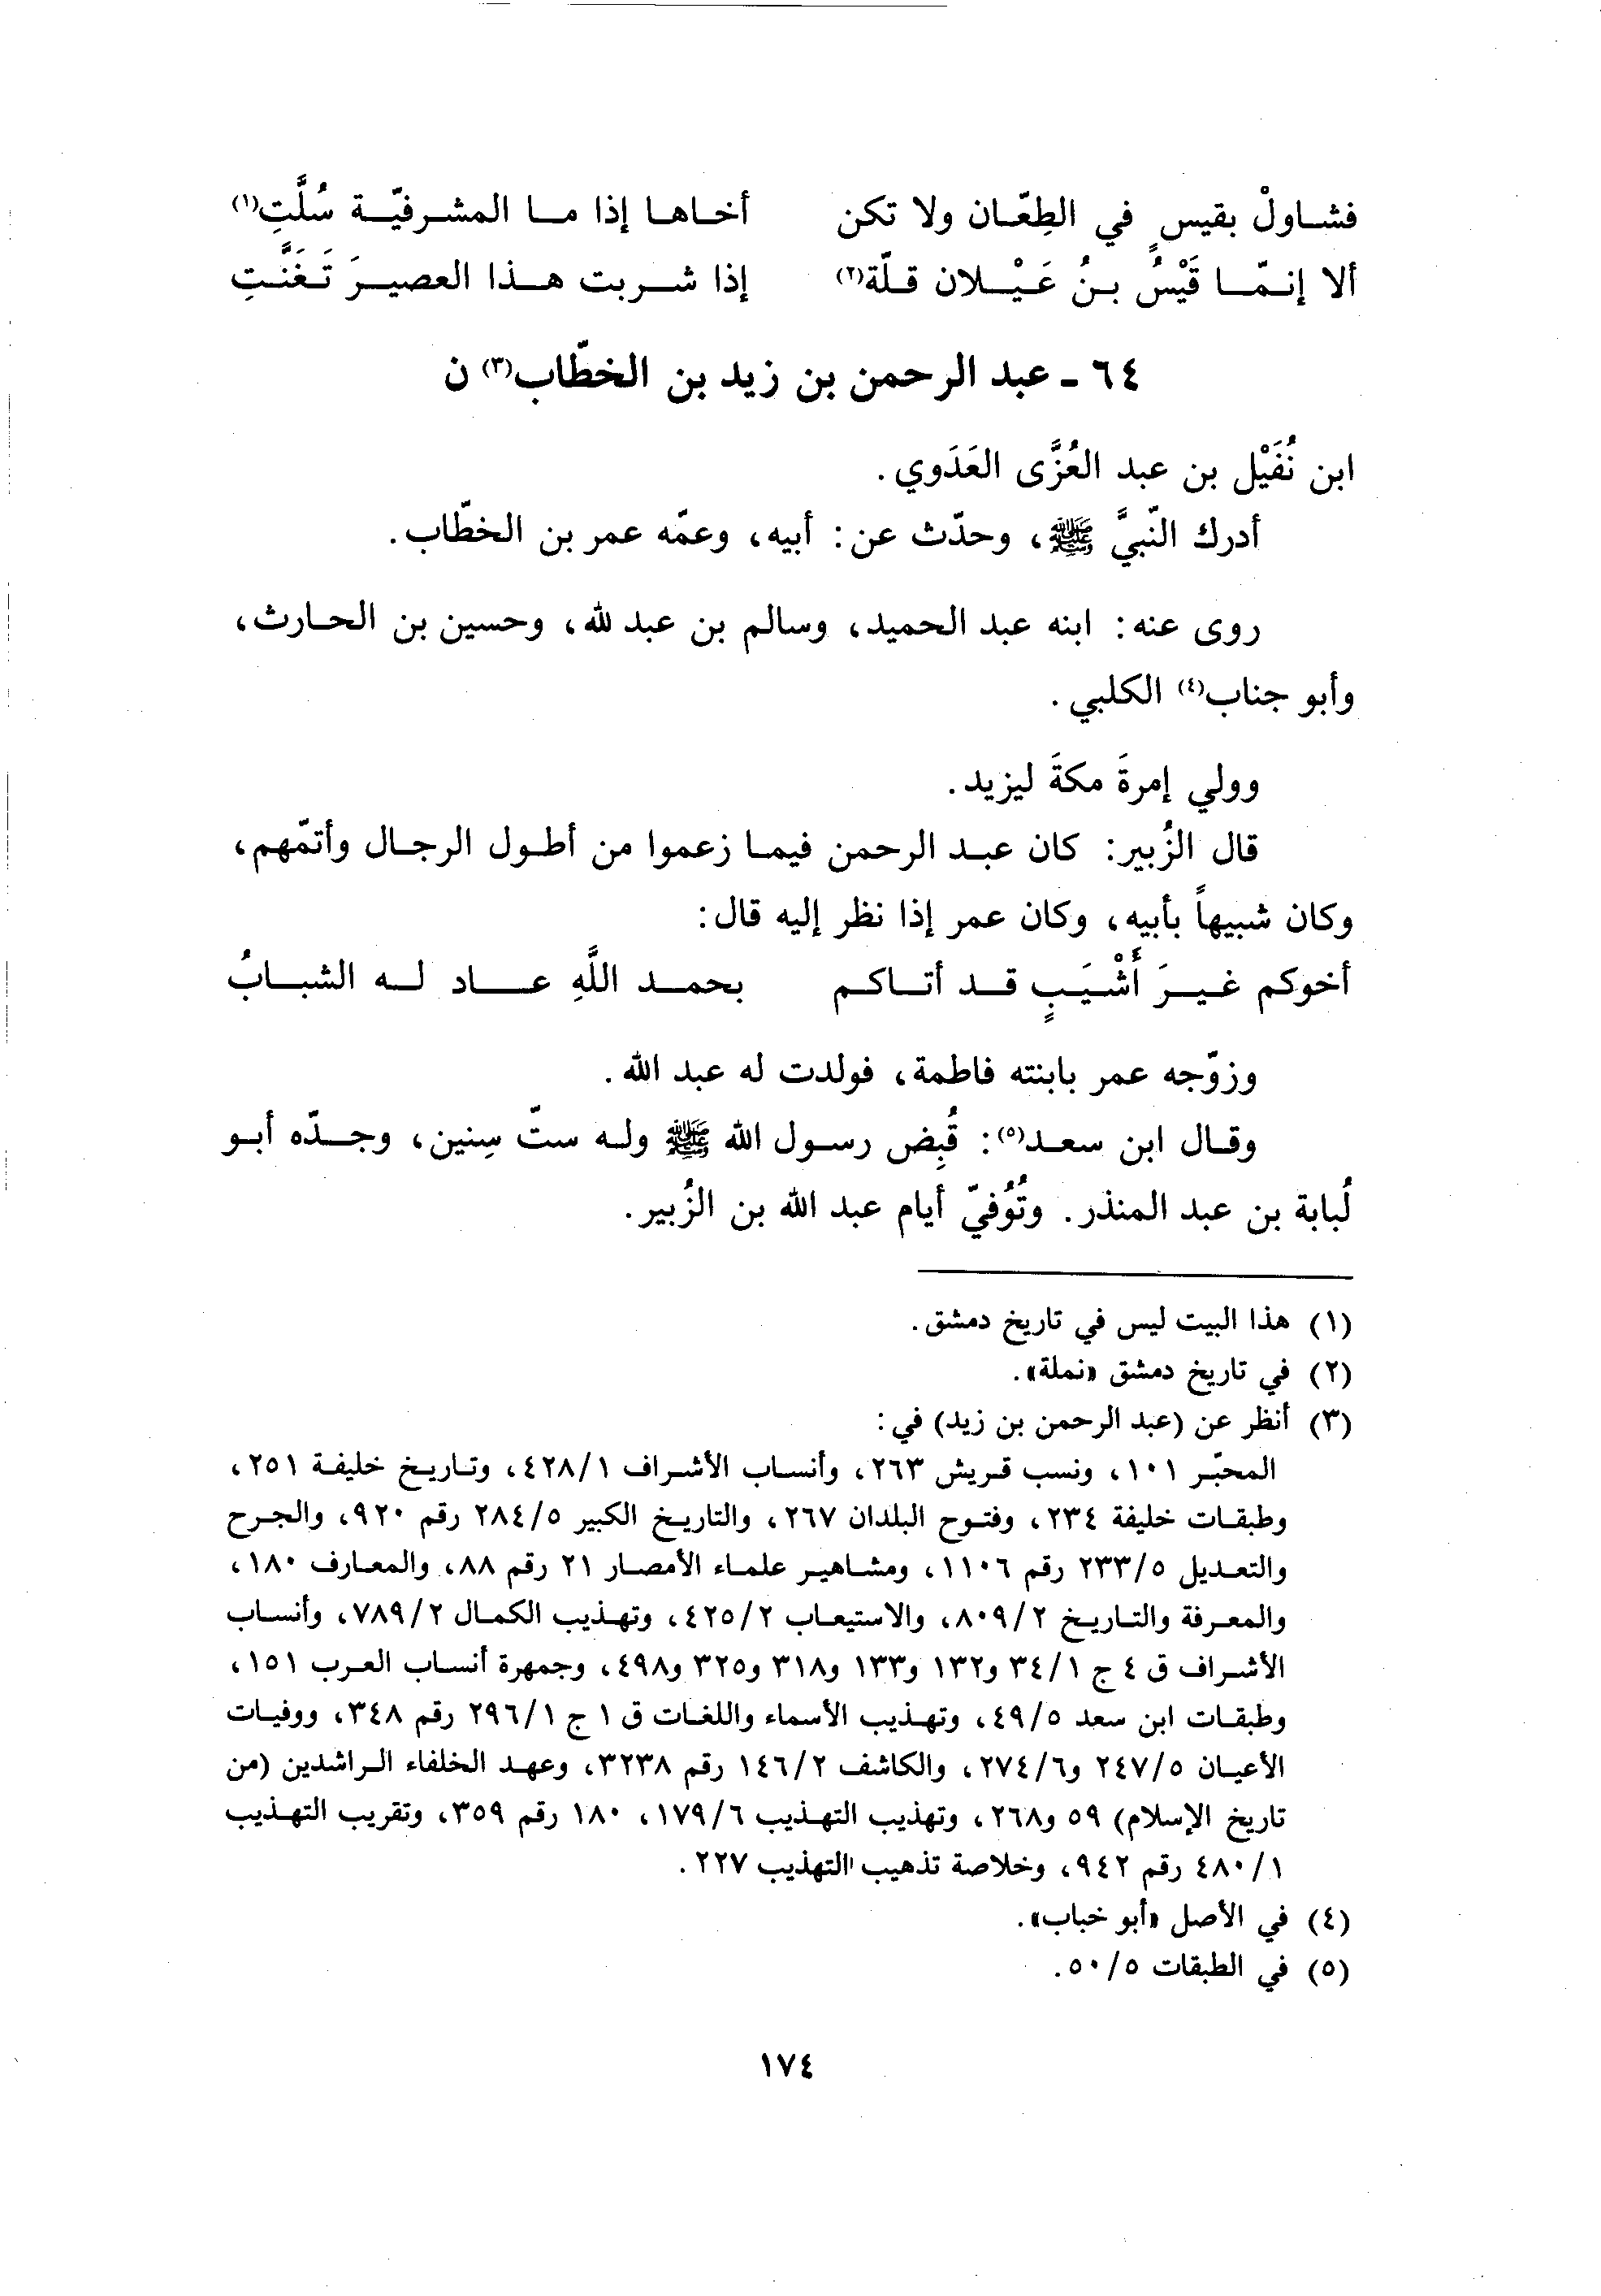 فشاولْ بقيسٍ في الطِعّان ولا تكن أخاها إذا ما المشرفيّة سُلَّتِ(١)
ألا إنّما قَيْسُ بنُ عَيْلان قلّة(٢) إذا شربت هذا العصيرَ تَغَنَّتِ
٦٤ - عبد الرحمن بن زيد بن الخطّاب(٣) ن
ابن نُفَيْل بن عبد العُزَّى العَدَوي.
أدرك النّبيَّ ﷺ، وحدّث عن: أبيه، وعمّه عمر بن الخطّاب.
روى عنه: ابنه عبد الحميد، وسالم بن عبد لله، وحسين بن الحارث،
وأبو جناب(٤) الكلبي.
وولي إمرةَ مكةَ ليزيد.
قال الزُبير: كان عبد الرحمن فيما زعموا من أطول الرجال وأتمّهم،
وكان شبيهاً بأبيه، وكان عمر إذا نظر إليه قال:
أخوكم غيرَ أَشْيَبٍ قد أتاكم بحمد اللَّهِ عاد له الشبابُ
وزوّجه عمر بابنته فاطمة، فولدت له عبد الله.
وقال ابن سعد(٥): قُبِض رسول الله ﷺ وله ستّ سِنين، وجدّه أبو
لُبابة بن عبد المنذر. وتُوُفيّ أيام عبد الله بن الزُبير.
(١) هذا البيت ليس في تاريخ دمشق.
(٢) في تاريخ دمشق «نملة».
(٣) أنظر عن (عبد الرحمن بن زيد) في:
المحبّر ١٠١، ونسب قريش ٢٦٣، وأنساب الأشراف ٤٢٨/١، وتاريخ خليفة ٢٥١،
وطبقات خليفة ٢٣٤، وفتوح البلدان ٢٦٧، والتاريخ الكبير ٢٨٤/٥ رقم ٩٢٠، والجرح
والتعديل ٢٣٣/٥ رقم ١١٠٦، ومشاهير علماء الأمصار ٢١ رقم ٨٨، والمعارف ١٨٠،
والمعرفة والتاريخ ٨٠٩/٢، والاستيعاب ٤٢٥/٢، وتهذيب الكمال ٧٨٩/٢، وأنساب
الأشراف ق ٤ ج ٣٤/١ و١٣٢ و١٣٣ و٣١٨ و٣٢٥ و٤٩٨، وجمهرة أنساب العرب ١٥١،
وطبقات ابن سعد ٤٩/٥، وتهذيب الأسماء واللغات ق ١ ج ٢٩٦/١ رقم ٣٤٨، ووفيات
الأعيان ٢٤٧/٥ و٢٧٤/٦، والكاشف ١٤٦/٢ رقم ٣٢٣٨، وعهد الخلفاء الراشدين (من
تاريخ الإسلام) ٥٩ و٢٦٨، وتهذيب التهذيب ١٧٩/٦، ١٨٠ رقم ٣٥٩، وتقريب التهذيب
٤٨٠/١ رقم ٩٤٢، وخلاصة تذهيب التهذيب ٢٢٧.
(٤) في الأصل «أبو خباب».
(٥) في الطبقات ٥٠/٥.
١٧٤